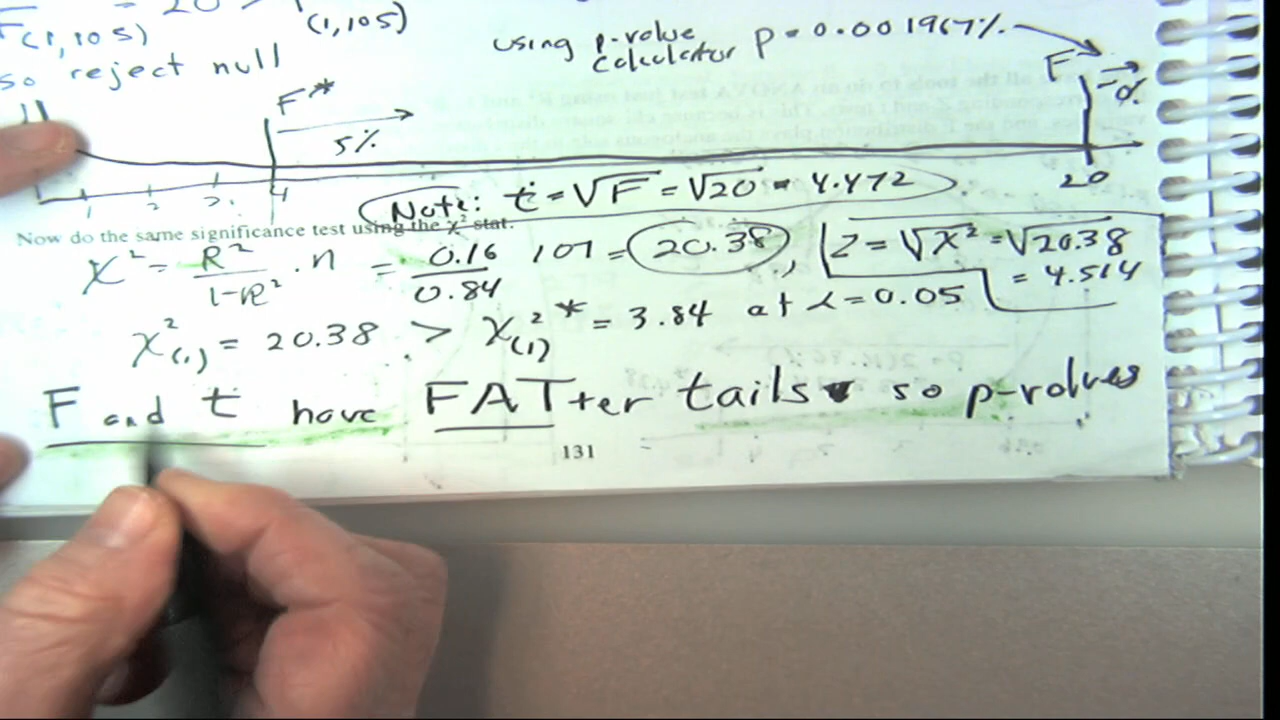 F(1,105) = 20 > (1,105)
so reject null
using p-value calculator p = 0.001967%
F
F*
5%
1 2 3 4 20
Note: t = √F = √20 = 4.472
Now do the same significance test using the χ² stat.
χ² = R²/1-R² · n = 0.16/0.84 107 = 20.38, Z = √χ² = √20.38
= 4.514
χ²(1) = 20.38 > χ²(1)* = 3.84 at α = 0.05
F and t have FATter tails so p-values
131